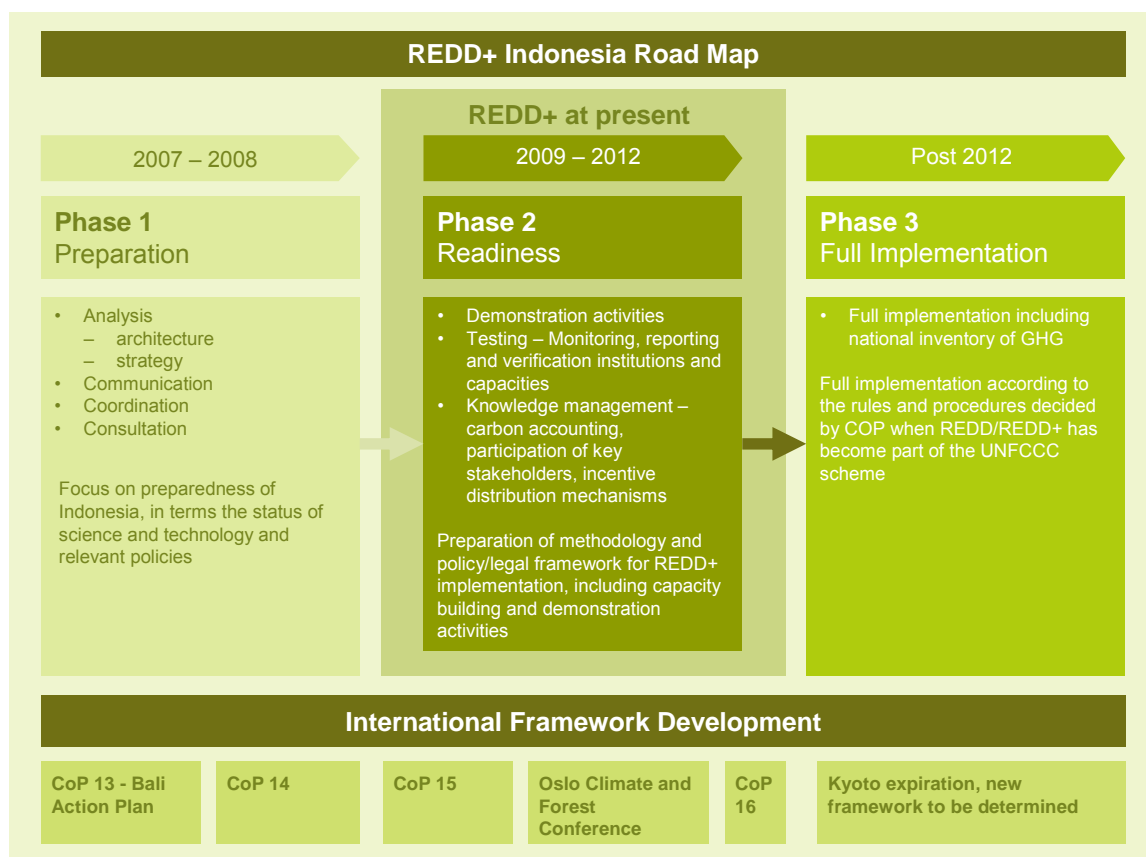 REDD+ Indonesia Road Map
REDD+ at present
2007 – 2008
Phase 1
Preparation
• Analysis
– architecture
– strategy
• Communication
• Coordination
• Consultation
Focus on preparedness of
Indonesia, in terms the status of
science and technology and
relevant policies
2009 – 2012
Phase 2
Readiness
• Demonstration activities
• Testing – Monitoring, reporting
and verification institutions and
capacities
• Knowledge management –
carbon accounting,
participation of key
stakeholders, incentive
distribution mechanisms
Preparation of methodology and
policy/legal framework for REDD+
implementation, including capacity
building and demonstration
activities
Post 2012
Phase 3
Full Implementation
• Full implementation including
national inventory of GHG
Full implementation according to
the rules and procedures decided
by COP when REDD/REDD+ has
become part of the UNFCCC
scheme
International Framework Development
CoP 13 - Bali
Action Plan
CoP 14
CoP 15
Oslo Climate and
Forest
Conference
CoP
16
Kyoto expiration, new
framework to be determined